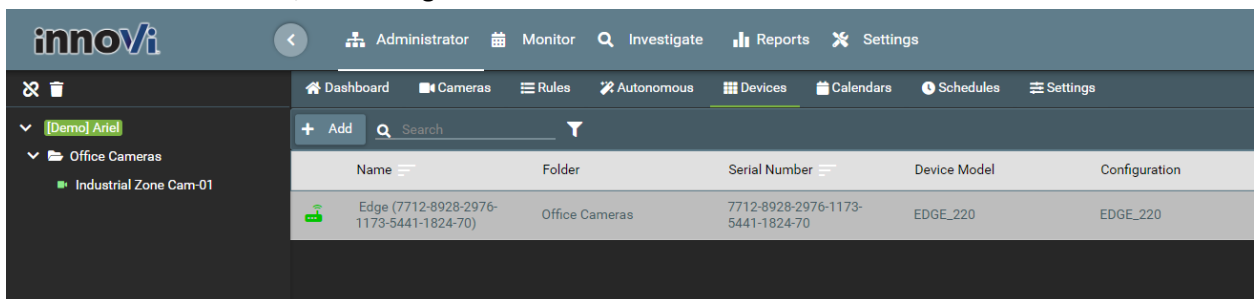 innoVi
Administrator Monitor Investigate Reports Settings
Dashboard Cameras Rules Autonomous Devices Calendars Schedules Settings
[Demo] Ariel
Office Cameras
Industrial Zone Cam-01
+ Add Search
Name Folder Serial Number Device Model Configuration
Edge (7712-8928-2976-1173-5441-1824-70) Office Cameras 7712-8928-2976-1173-5441-1824-70 EDGE_220 EDGE_220